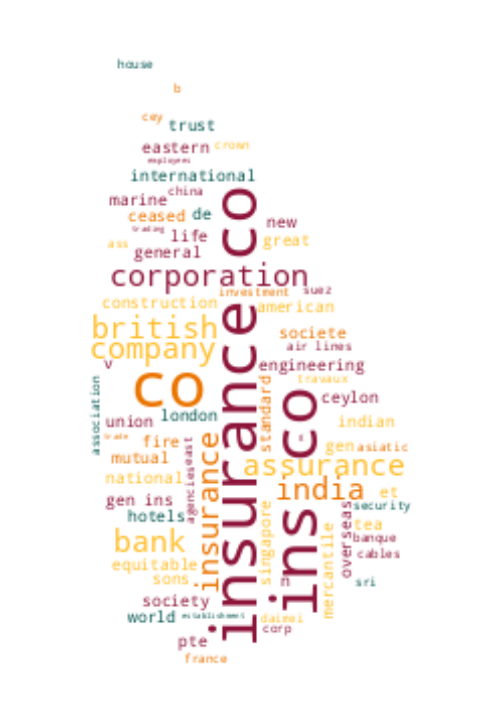 house
b
cey
trust
eastern
crown
employees
international
china
marine
ceased
de
trading
life
new
ass
great
general
insurance co
corporation
investment
suez
construction
american
british
societe
company
air lines
v
engineering
co
travaux
association
standard
ins co
ceylon
london
union
indian
trade
fire
east
gen
asiatic
mutual
assurance
national
agencies
insurance
india
et
gen ins
security
hotels
singapore
overseas
tea
bank
mercantile
banque
cables
equitable
sons
n
sri
society
world
establishment
daimei
corp
pte
france